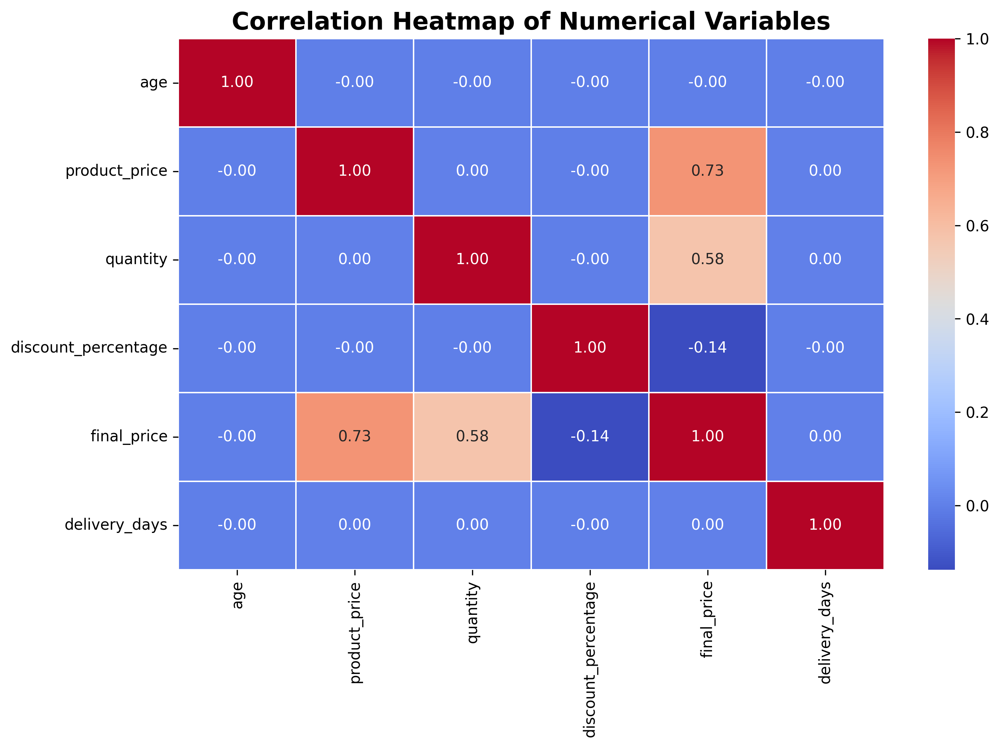 Correlation Heatmap of Numerical Variables
age 1.00 -0.00 -0.00 -0.00 -0.00 -0.00
product_price -0.00 1.00 0.00 -0.00 0.73 0.00
quantity -0.00 0.00 1.00 -0.00 0.58 0.00
discount_percentage -0.00 -0.00 -0.00 1.00 -0.14 -0.00
final_price -0.00 0.73 0.58 -0.14 1.00 0.00
delivery_days -0.00 0.00 0.00 -0.00 0.00 1.00
age product_price quantity discount_percentage final_price delivery_days
1.0
0.8
0.6
0.4
0.2
0.0